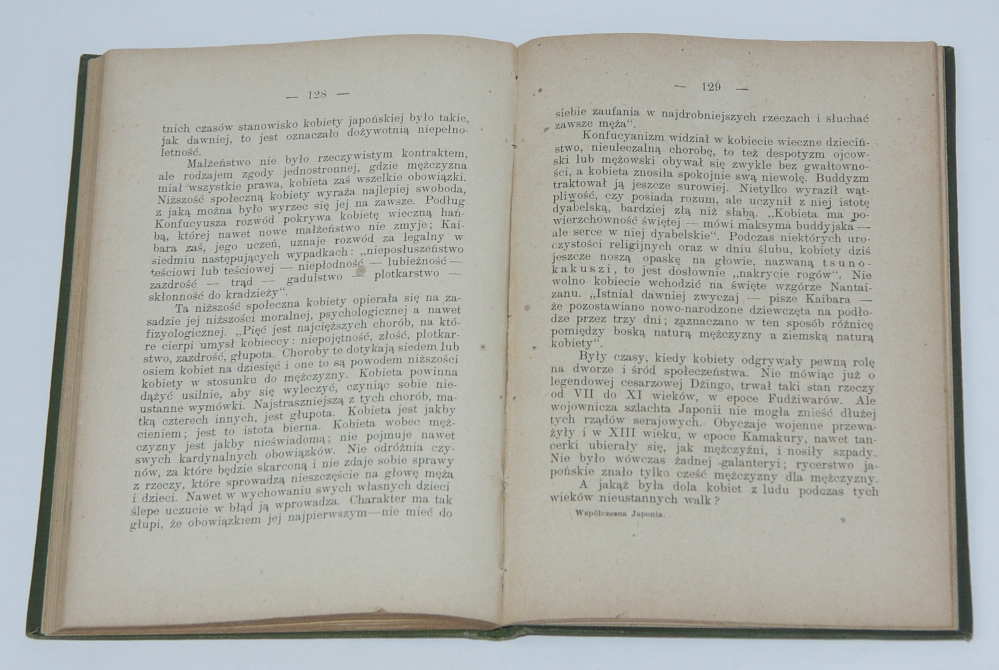 — 128 —
tnich czasów stanowisko kobiety japońskiej było takie,
jak dawniej, to jest oznaczało dożywotnią niepełno-
letność.
Małżeństwo nie było rzeczywistym kontraktem,
ale rodzajem zgody jednostronnej, gdzie mężczyzna
miał wszystkie prawa, kobieta zaś wszelkie obowiązki.
Niższość społeczną kobiety wyraża najlepiej swoboda,
z jaką można było wyrzec się jej na zawsze. Podług
Konfucyusza rozwód pokrywa kobietę wieczną hań-
bą, której nawet nowe małżeństwo nie zmyje; Kai-
bara zaś, jego uczeń, uznaje rozwód za legalny w
siedmiu następujących wypadkach: „nieposłuszeństwo
teściowi lub teściowej — niepłodność — lubieżność —
zazdrość — trąd — gadulstwo — plotkarstwo —
skłonność do kradzieży“.
Ta niższość społeczna kobiety opierała się na za-
sadzie jej niższości moralnej, psychologicznej a nawet
fizyologicznej. „Pięć jest najcięższych chorób, na któ-
re cierpi umysł kobieccy: niepojętność, złość, plotkar-
stwo, zazdrość, głupota. Choroby te dotykają siedem lub
osiem kobiet na dziesięć i one to są powodem niższości
kobiety w stosunku do mężczyzny. Kobieta powinna
dążyć usilnie, aby się wyleczyć, czyniąc sobie nie-
ustanne wymówki. Najstraszniejszą z tych chorób, ma-
tką czterech innych, jest głupota. Kobieta jest jakby
cieniem; jest to istota bierna. Kobieta wobec męż-
czyzny jest jakby nieświadomą; nie pojmuje nawet
swych kardynalnych obowiązków. Nie odróżnia czy-
nów, za które będzie skarconą i nie zdaje sobie sprawy
z rzeczy, które sprowadzą nieszczęście na głowę męża
i dzieci. Nawet w wychowaniu swych własnych dzieci
ślepe uczucie w błąd ją wprowadza. Charakter ma tak
głupi, że obowiązkiem jej najpierwszym—nie mieć do
— 129 —
siebie zaufania w najdrobniejszych rzeczach i słuchać
zawsze męża“.
Konfucyanizm widział w kobiecie wieczne dzieciń-
stwo, nieuleczalną chorobę, to też despotyzm ojcow-
ski lub mężowski obywał się zwykle bez gwałtowno-
ści, a kobieta znosiła spokojnie swą niewolę. Buddyzm
traktował ją jeszcze surowiej. Nietylko wyraził wąt-
pliwość, czy posiada rozum, ale uczynił z niej istotę
dyabelską, bardziej złą niż słabą. „Kobieta ma po-
wierzchowność świętej — mówi maksyma buddyjska —
ale serce w niej dyabelskie“. Podczas niektórych uro-
czystości religijnych oraz w dniu ślubu, kobiety dziś
jeszcze noszą opaskę na głowie, nazwaną tsuno-
kakuszi, to jest dosłownie „nakrycie rogów“. Nie
wolno kobiecie wchodzić na święte wzgórze Nantai-
zanu. „Istniał dawniej zwyczaj — pisze Kaibara —
że pozostawiano nowo-narodzone dziewczęta na podło-
dze przez trzy dni; zaznaczano w ten sposób różnicę
pomiędzy boską naturą mężczyzny a ziemską naturą
kobiety“.
Były czasy, kiedy kobiety odgrywały pewną rolę
na dworze i śród społeczeństwa. Nie mówiąc już o
legendowej cesarzowej Dżingo, trwał taki stan rzeczy
od VII do XI wieków, w epoce Fudżiwarów. Ale
wojownicza szlachta Japonii nie mogła znieść dłużej
tych rządów serajowych. Obyczaje wojenne przewa-
żyły i w XIII wieku, w epoce Kamakury, nawet tan-
cerki ubierały się, jak mężczyźni, i nosiły szpady.
Nie było wówczas żadnej galanteryi; rycerstwo ja-
pońskie znało tylko cześć mężczyzny dla mężczyzny.
A jakąż była dola kobiet z ludu podczas tych
wieków nieustannych walk?
Współczesna Japonia. 9